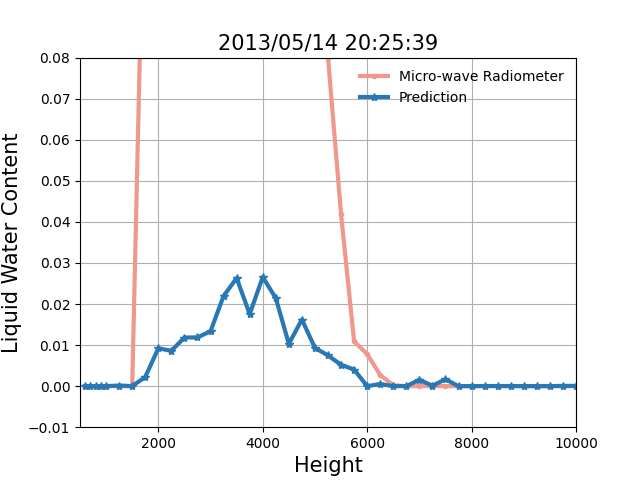 2013/05/14 20:25:39
Micro-wave Radiometer
Prediction
Liquid Water Content
0.08
0.07
0.06
0.05
0.04
0.03
0.02
0.01
0.00
−0.01
2000 4000 6000 8000 10000
Height